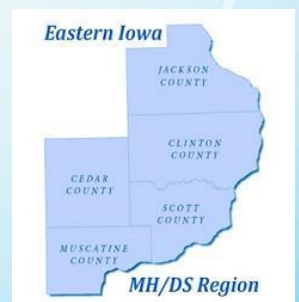 Eastern Iowa
JACKSON
COUNTY
CLINTON
COUNTY
CEDAR
COUNTY
SCOTT
COUNTY
MUSCATINE
COUNTY
MH/DS Region